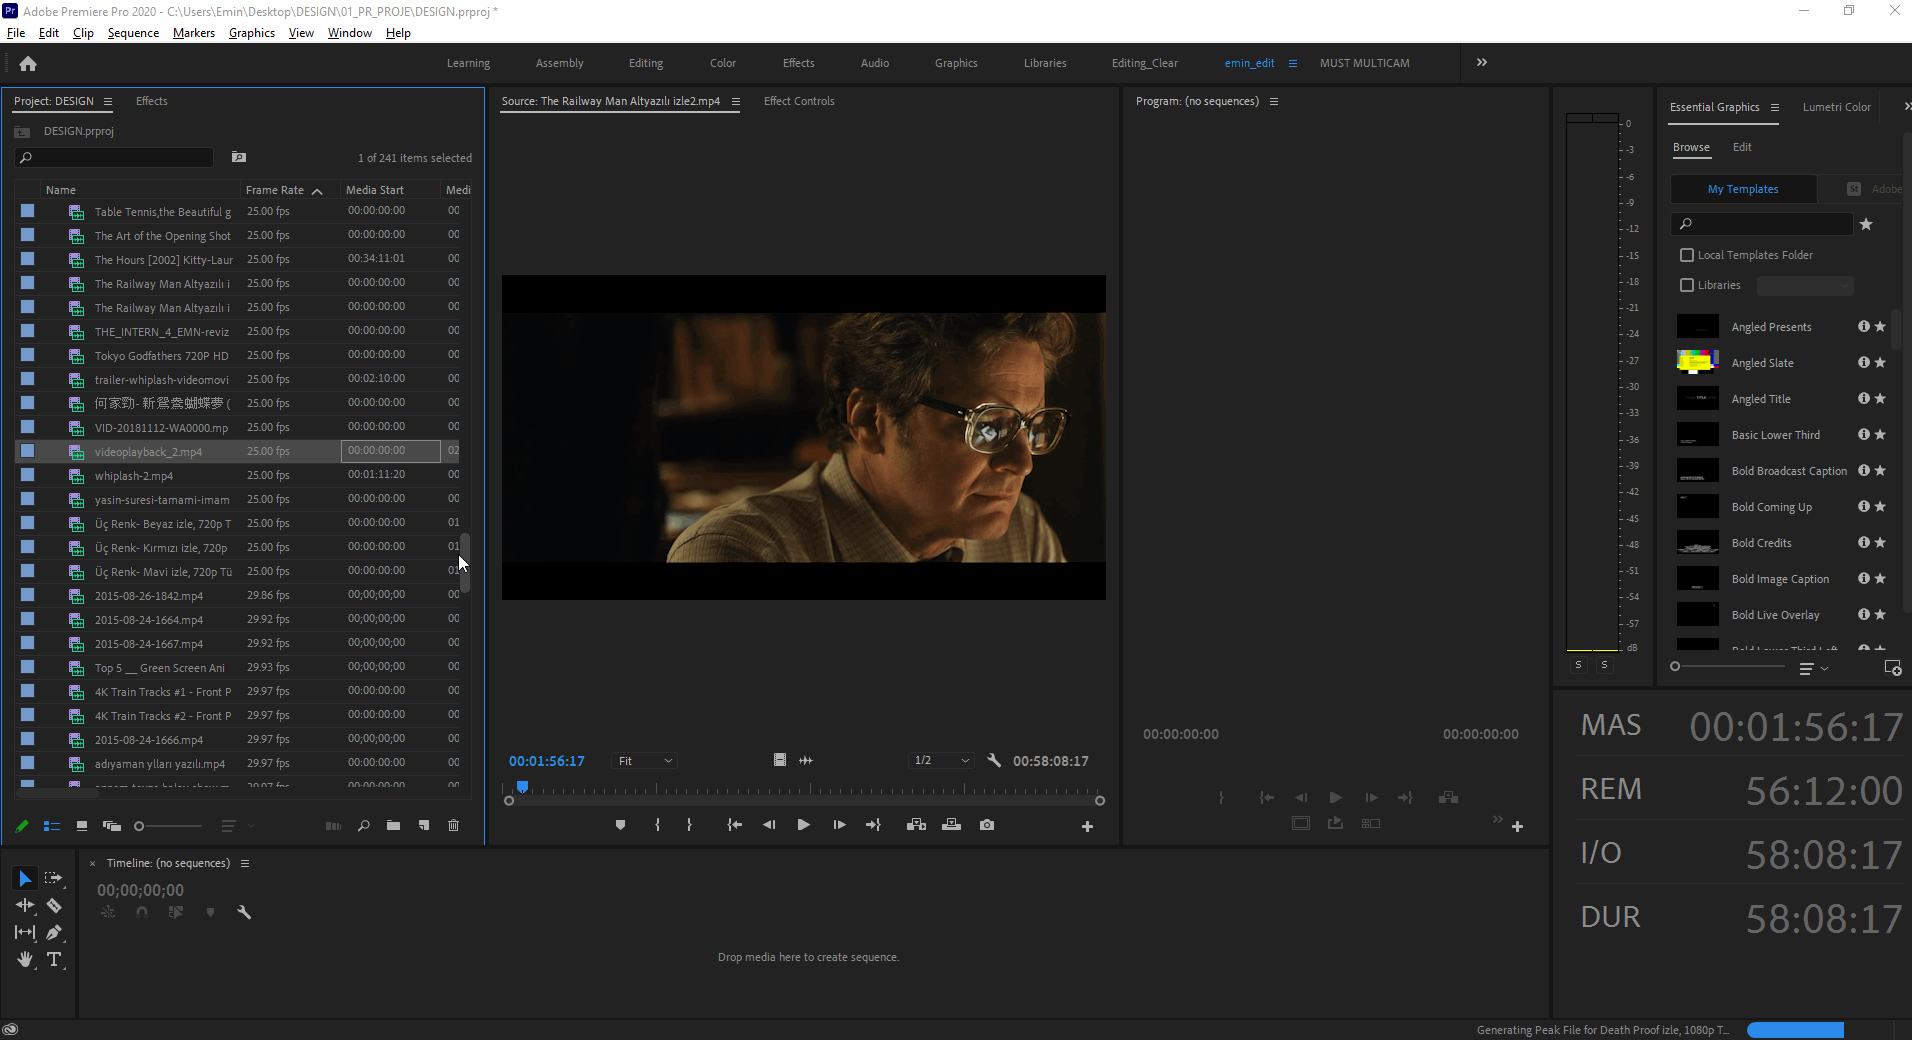 Pr Adobe Premiere Pro 2020 - C:\Users\Emin\Desktop\DESIGN\01_PR_PROJE\DESIGN.prproj *
File Edit Clip Sequence Markers Graphics View Window Help
Learning Assembly Editing Color Effects Audio Graphics Libraries Editing_Clear emin_edit MUST MULTICAM
Project: DESIGN Effects
DESIGN.prproj
1 of 241 items selected
Name Frame Rate Media Start Medi
Table Tennis,the Beautiful g 25.00 fps 00:00:00:00 00
The Art of the Opening Shot 25.00 fps 00:00:00:00 00
The Hours [2002] Kitty-Laur 25.00 fps 00:34:11:01 00
The Railway Man Altyazılı i 25.00 fps 00:00:00:00 00
The Railway Man Altyazılı i 25.00 fps 00:00:00:00 00
THE_INTERN_4_EMN-reviz 25.00 fps 00:00:00:00 00
Tokyo Godfathers 720P HD 25.00 fps 00:00:00:00 00
trailer-whiplash-videomovi 25.00 fps 00:02:10:00 00
何家勁- 新鴛鴦蝴蝶夢 ( 25.00 fps 00:00:00:00 00
VID-20181112-WA0000.mp 25.00 fps 00:00:00:00 00
videoplayback_2.mp4 25.00 fps 00:00:00:00 02
whiplash-2.mp4 25.00 fps 00:01:11:20 00
yasin-suresi-tamami-imam 25.00 fps 00:00:00:00 00
Üç Renk- Beyaz izle, 720p T 25.00 fps 00:00:00:00 01
Üç Renk- Kırmızı izle, 720p 25.00 fps 00:00:00:00 01
Üç Renk- Mavi izle, 720p Tü 25.00 fps 00:00:00:00 01
2015-08-26-1842.mp4 29.86 fps 00;00;00;00 00
2015-08-24-1664.mp4 29.92 fps 00;00;00;00 00
2015-08-24-1667.mp4 29.92 fps 00;00;00;00 00
Top 5 __ Green Screen Ani 29.93 fps 00;00;00;00 00
4K Train Tracks #1 - Front P 29.97 fps 00:00:00:00 00
4K Train Tracks #2 - Front P 29.97 fps 00:00:00:00 00
2015-08-24-1666.mp4 29.97 fps 00;00;00;00 00
adıyaman ylları yazılı.mp4 29.97 fps 00:00:00:00 00
Source: The Railway Man Altyazılı izle2.mp4 Effect Controls
00:01:56:17 Fit 1/2 00:58:08:17
Program: (no sequences)
00:00:00:00 00:00:00:00
0
-3
-6
-9
-12
-15
-18
-21
-24
-27
-30
-33
-36
-39
-42
-45
-48
-51
-54
-57
dB
S S
Essential Graphics Lumetri Color
Browse Edit
My Templates St Adobe
Local Templates Folder
Libraries
Angled Presents
Angled Slate
Angled Title
Basic Lower Third
Bold Broadcast Caption
Bold Coming Up
Bold Credits
Bold Image Caption
Bold Live Overlay
MAS 00:01:56:17
REM 56:12:00
I/O 58:08:17
DUR 58:08:17
× Timeline: (no sequences)
00;00;00;00
Drop media here to create sequence.
Generating Peak File for Death Proof izle, 1080p T...